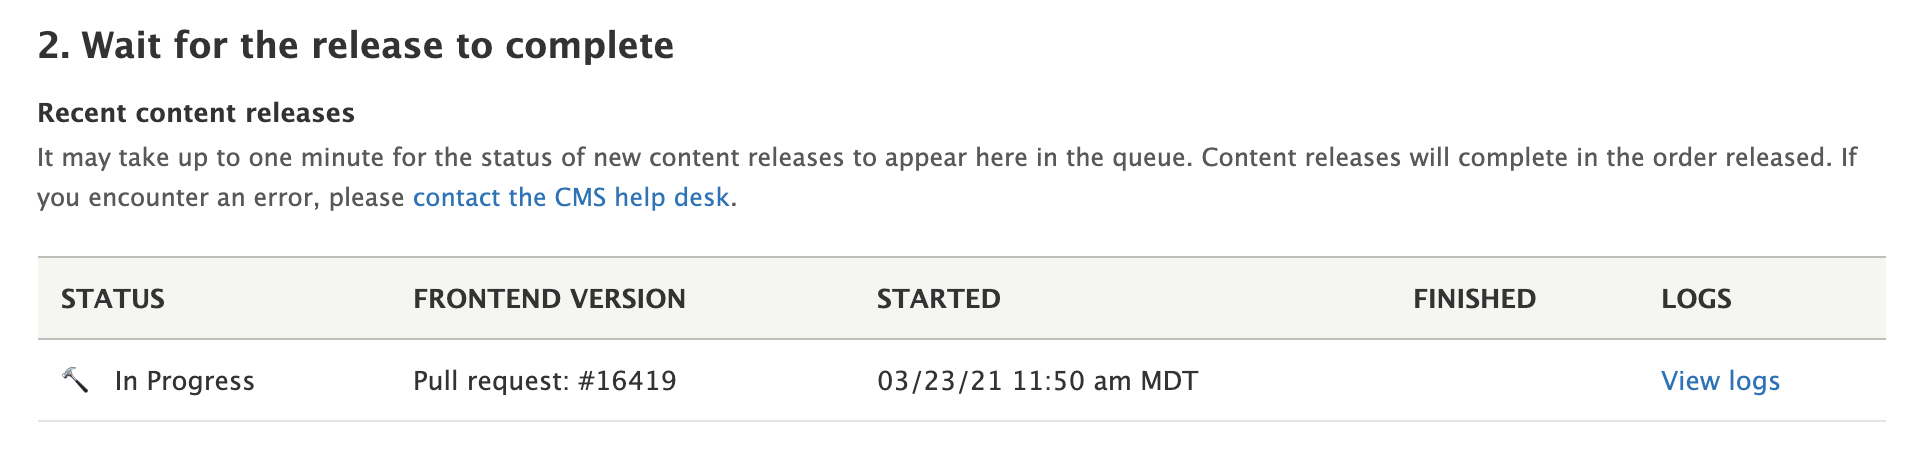 2. Wait for the release to complete
Recent content releases
It may take up to one minute for the status of new content releases to appear here in the queue. Content releases will complete in the order released. If
you encounter an error, please contact the CMS help desk.
STATUS FRONTEND VERSION STARTED FINISHED LOGS
In Progress Pull request: #16419 03/23/21 11:50 am MDT View logs